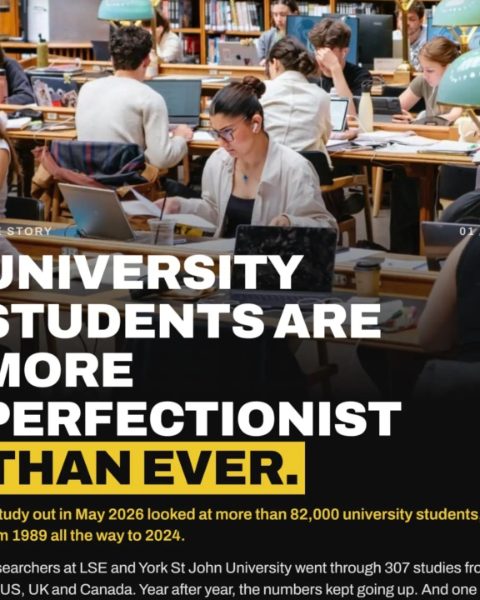 STORY
01
UNIVERSITY
STUDENTS ARE
MORE
PERFECTIONIST
THAN EVER.
tudy out in May 2026 looked at more than 82,000 university students
m 1989 all the way to 2024.
searchers at LSE and York St John University went through 307 studies fro
US, UK and Canada. Year after year, the numbers kept going up. And one